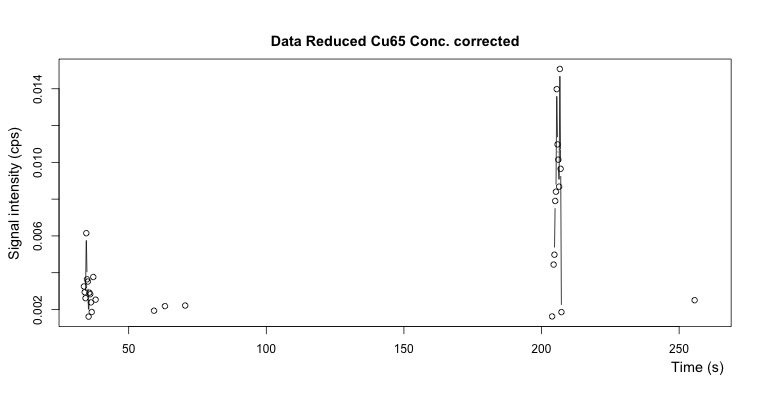 Data Reduced Cu65 Conc. corrected
Signal intensity (cps)
0.014
0.010
0.006
0.002
50 100 150 200 250
Time (s)